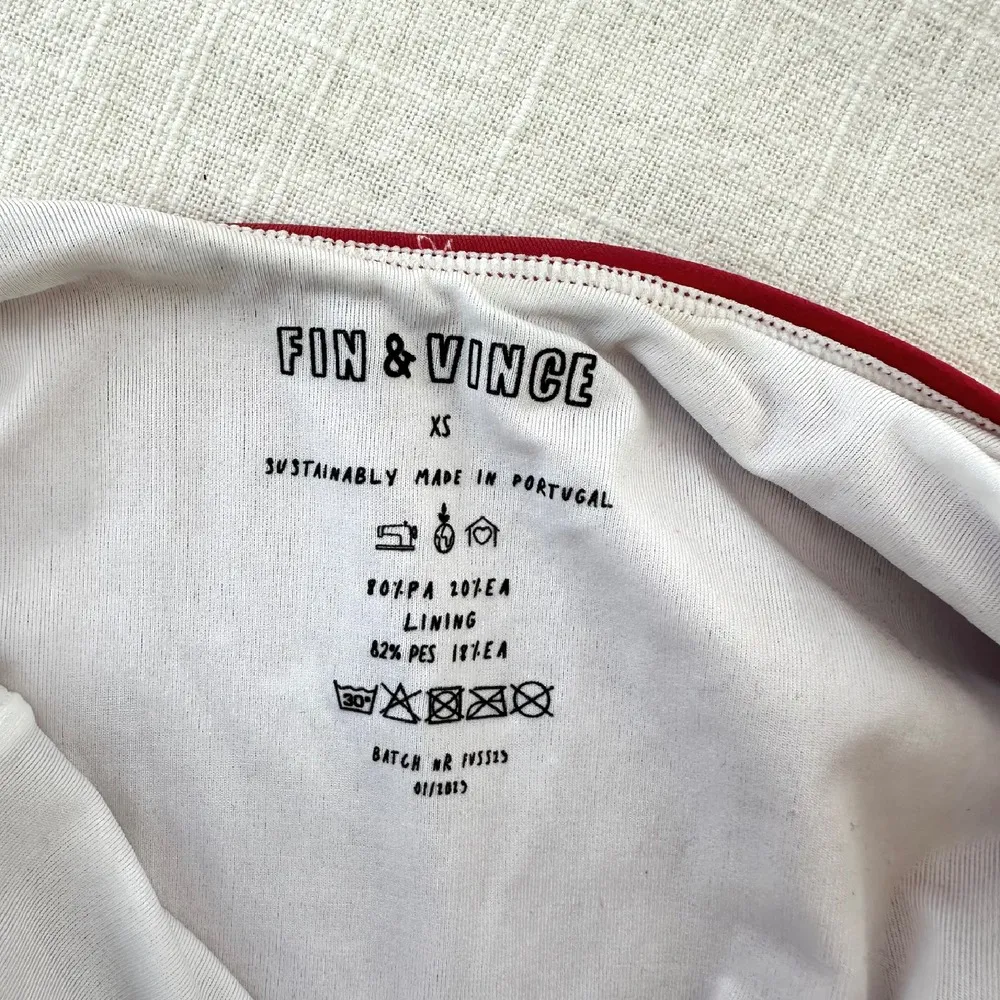 FIN & VINCE
XS
SUSTAINABLY MADE IN PORTUGAL
80%PA 20%EA
LINING
82% PES 18%EA
30°
BATCH NR FVSS23
01/2023